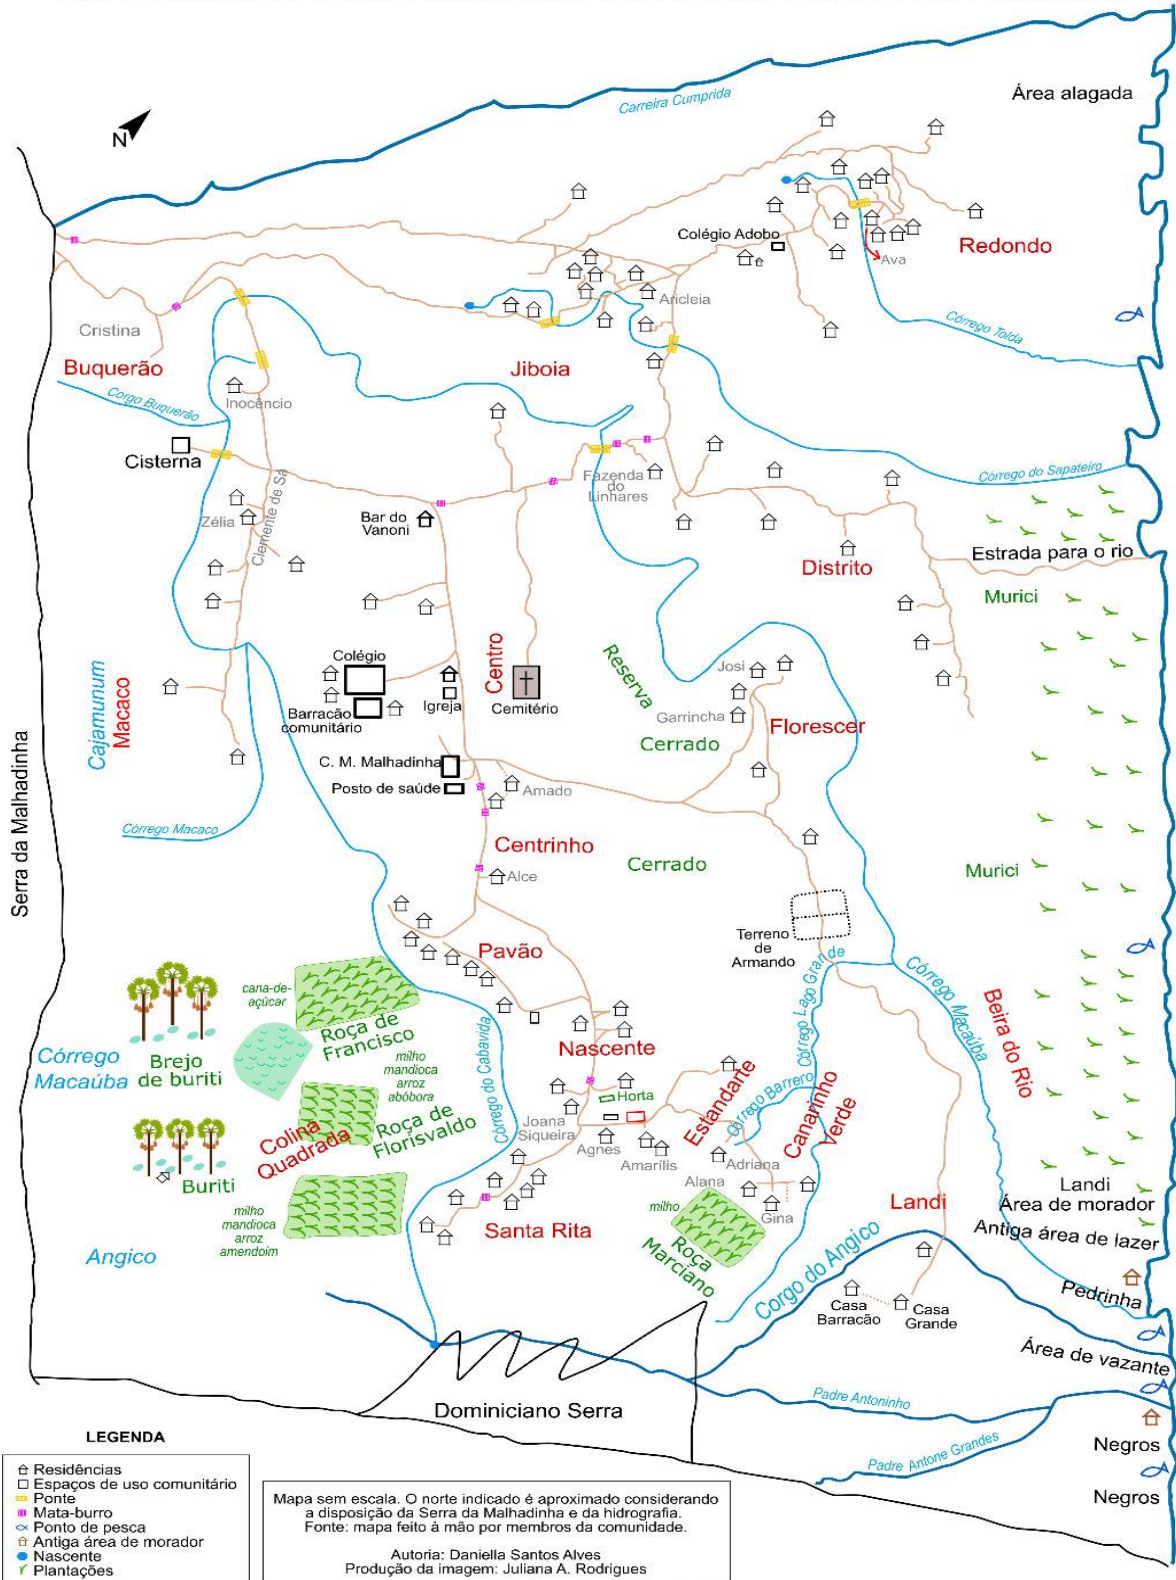 Carreira Cumprida
Área alagada
N
Colégio Adobo
Redondo
Ava
Aricleia
Cristina
Buquerão
Jiboia
Córrego Tolda
Corgo Buquerão
Inocêncio
Cisterna
Clemente de Sá
Zélia
Bar do
Vanoni
Fazenda
do
Linhares
Córrego do Sapateiro
Estrada para o rio
Distrito
Murici
Cajamunum
Macaco
Colégio
Barracão
comunitário
Igreja
Centro
Cemitério
Reserva
Cerrado
Josi
Garrincha
Florescer
Serra da Malhadinha
C. M. Malhadinha
Posto de saúde
Amado
Córrego Macaco
Centrinho
Alce
Cerrado
Murici
Terreno
de
Armando
Pavão
Córrego Lago Grande
Córrego Macaúba
Beira do Rio
cana-de-
açúcar
Roça de
Francisco
Córrego
Macaúba
Brejo
de buriti
milho
mandioca
arroz
abóbora
Córrego do Cabavida
Nascente
Horta
Estandarte
Córrego Barrero
Canarinho
Verde
Colina
Quadrada
Roça de
Florisvaldo
Joana
Siqueira
Agnes
Amarílis
Adriana
Alana
Gina
Buriti
milho
mandioca
arroz
amendoim
Santa Rita
milho
Roça
Marciano
Landi
Landi
Área de morador
Antiga área de lazer
Angico
Corgo do Angico
Casa
Barracão
Casa
Grande
Pedrinha
Área de vazante
Dominiciano Serra
Padre Antoninho
Padre Antone Grandes
Negros
Negros
LEGENDA
Residências
Espaços de uso comunitário
Ponte
Mata-burro
Ponto de pesca
Antiga área de morador
Nascente
Plantações
Mapa sem escala. O norte indicado é aproximado considerando
a disposição da Serra da Malhadinha e da hidrografia.
Fonte: mapa feito à mão por membros da comunidade.
Autoria: Daniella Santos Alves
Produção da imagem: Juliana A. Rodrigues